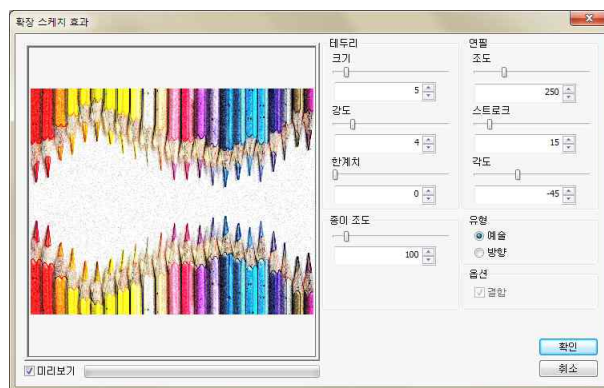 확장 스케치 효과
테두리
크기
5
강도
4
한계치
0
종이 조도
100
연필
조도
250
스트로크
15
각도
-45
유형
예술
방향
옵션
결합
미리보기
확인
취소